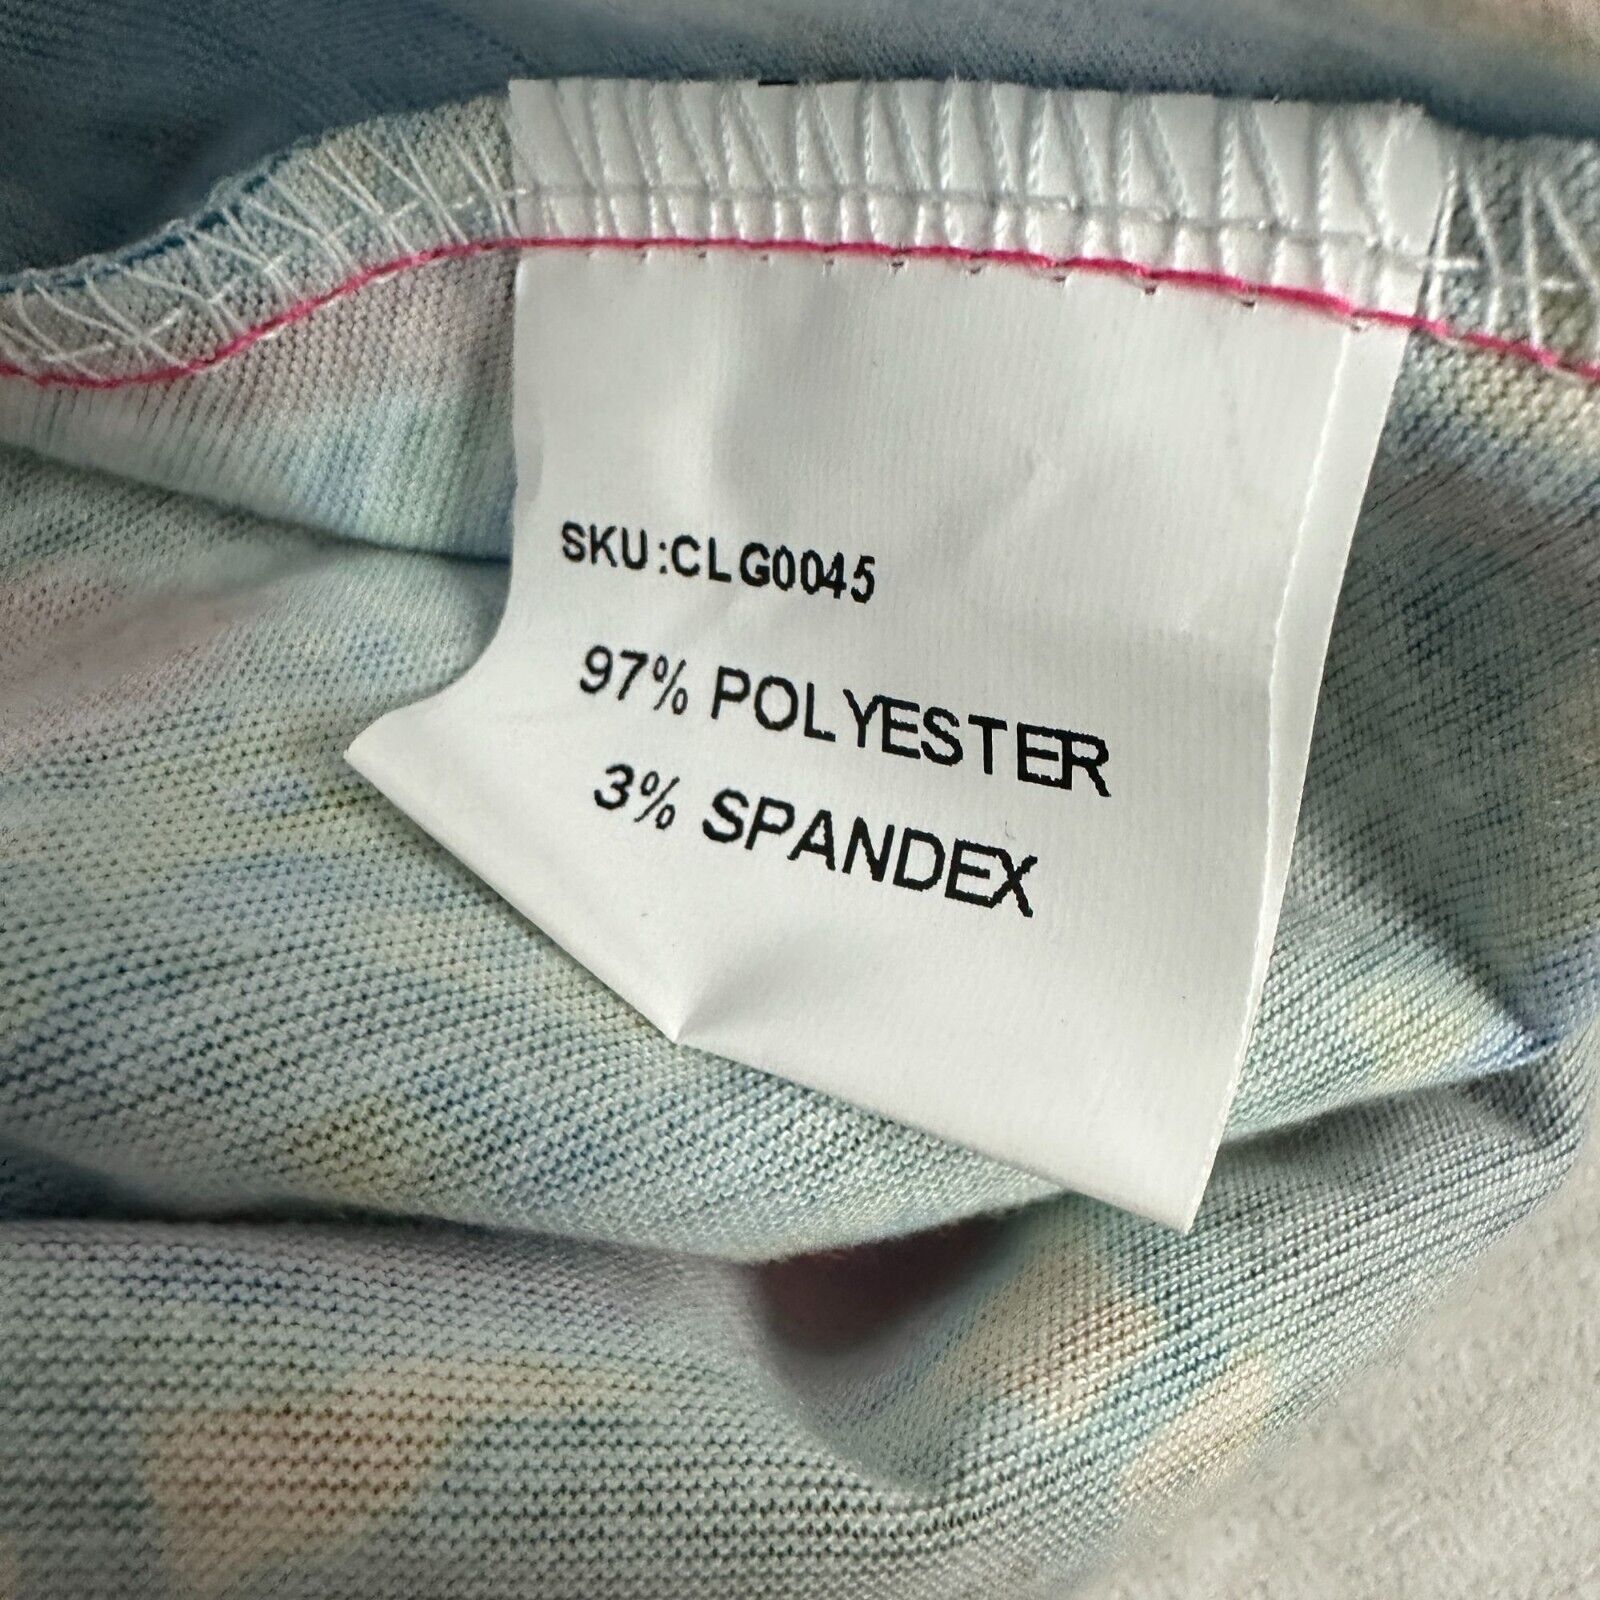 SKU:CLG0045
97% POLYESTER
3% SPANDEX